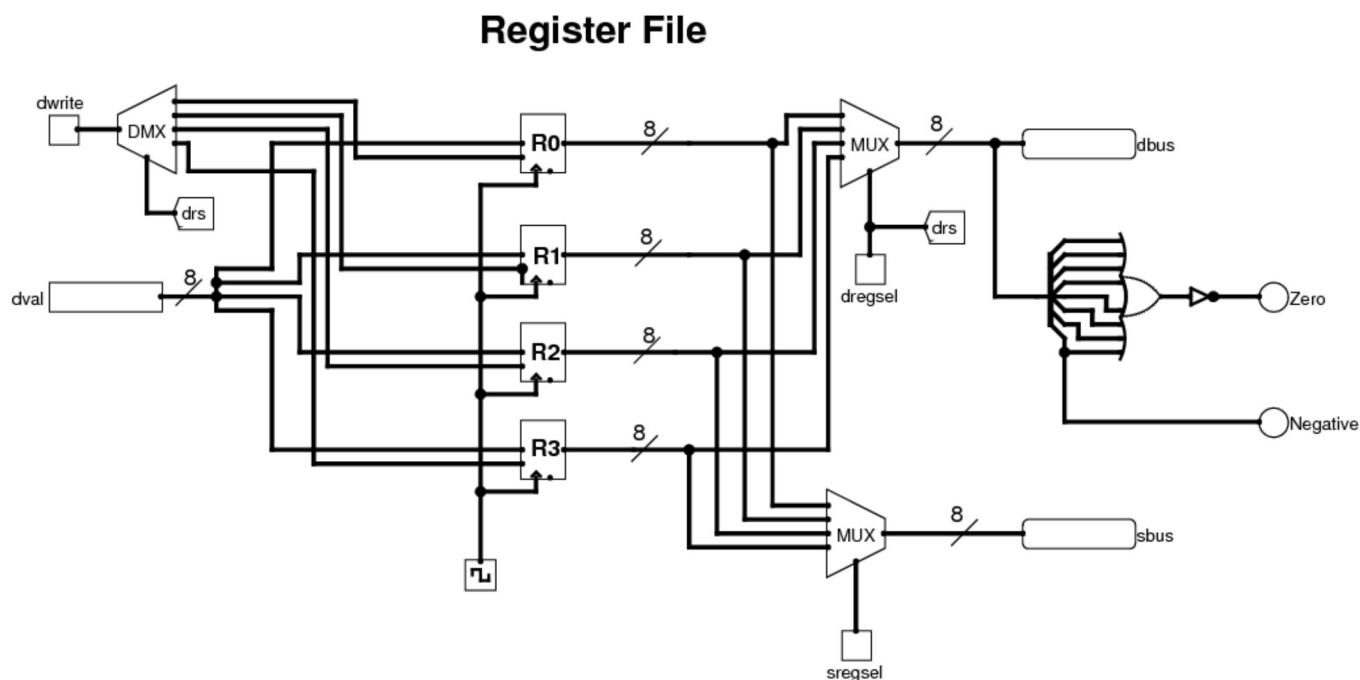 Register File
dwrite
DMX
drs
dval
8
R0
8
R1
8
R2
8
R3
8
MUX
8
dbus
drs
dregsel
Zero
Negative
MUX
8
sbus
sregsel